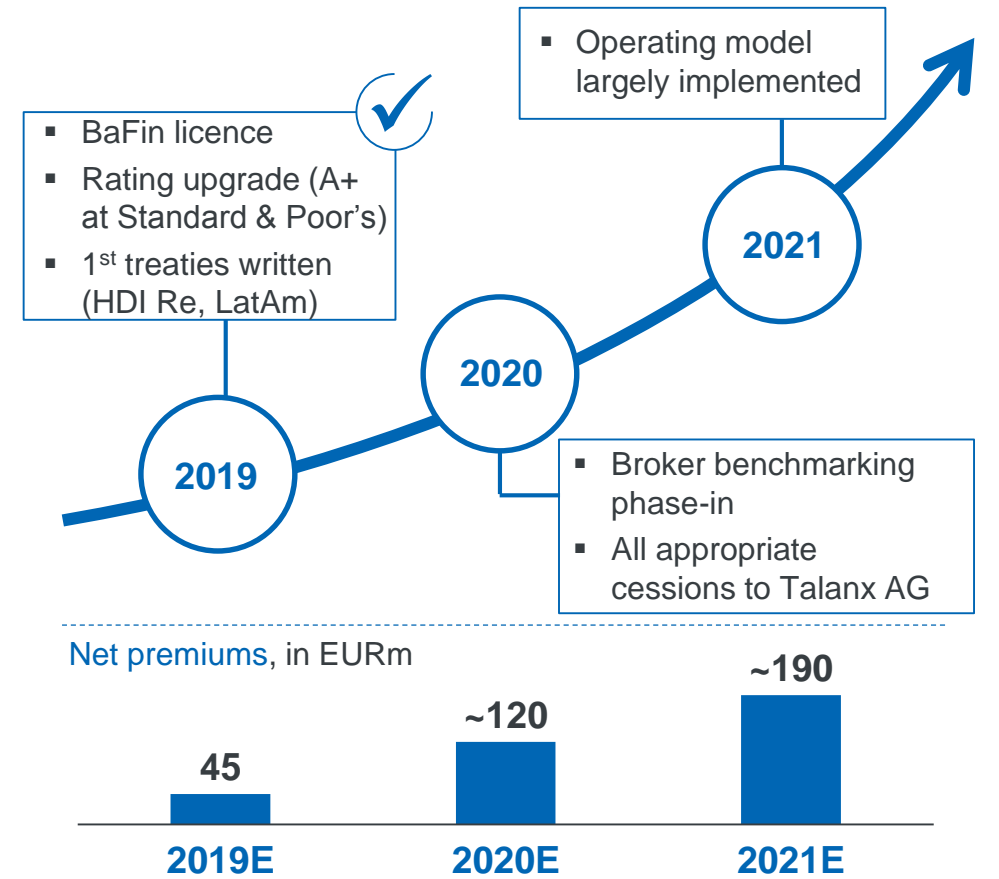 ▪ Operating model
largely implemented
▪ BaFin licence
▪ Rating upgrade (A+
at Standard & Poor’s)
▪ 1st treaties written
(HDI Re, LatAm)
2021
2020
2019
▪ Broker benchmarking
phase-in
▪ All appropriate
cessions to Talanx AG
Net premiums, in EURm
45
~120
~190
2019E
2020E
2021E